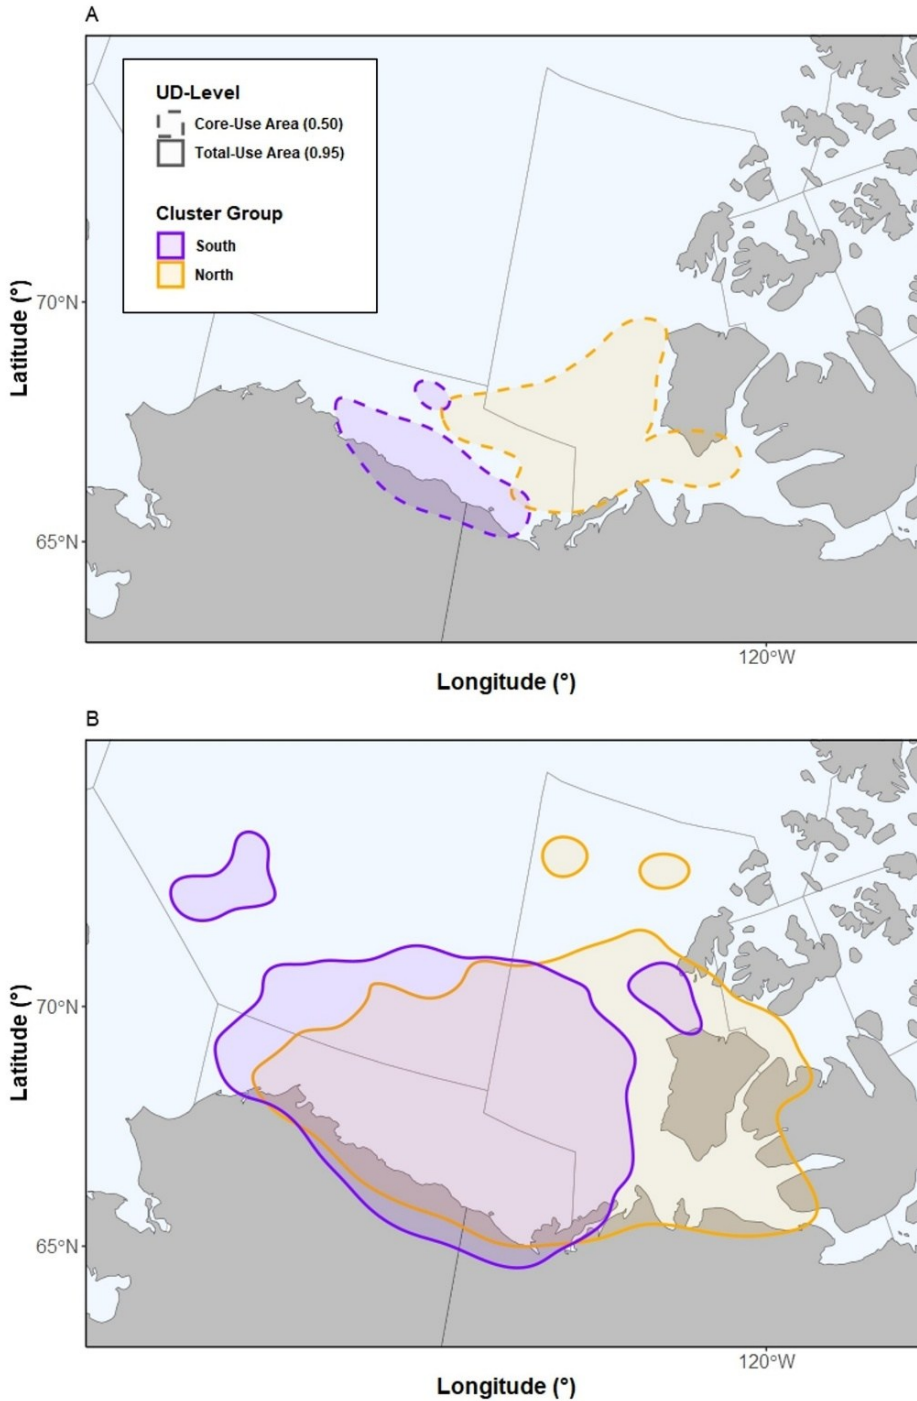 A
UD-Level
Core-Use Area (0.50)
Total-Use Area (0.95)
Cluster Group
South
North
Latitude (°)
70°N
65°N
120°W
Longitude (°)
B
Latitude (°)
70°N
65°N
120°W
Longitude (°)